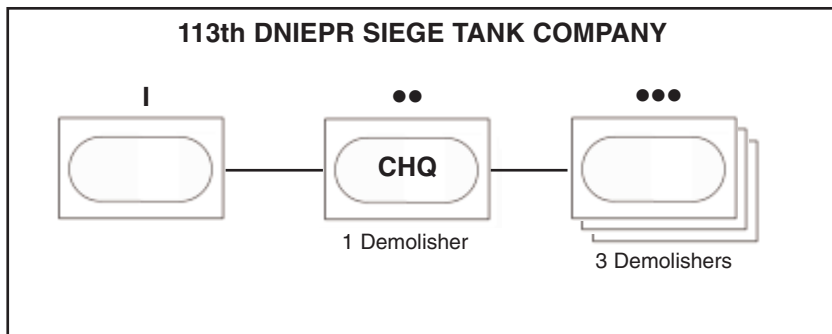 113th DNIEPR SIEGE TANK COMPANY
I
●●
●●●
CHQ
1 Demolisher
3 Demolishers